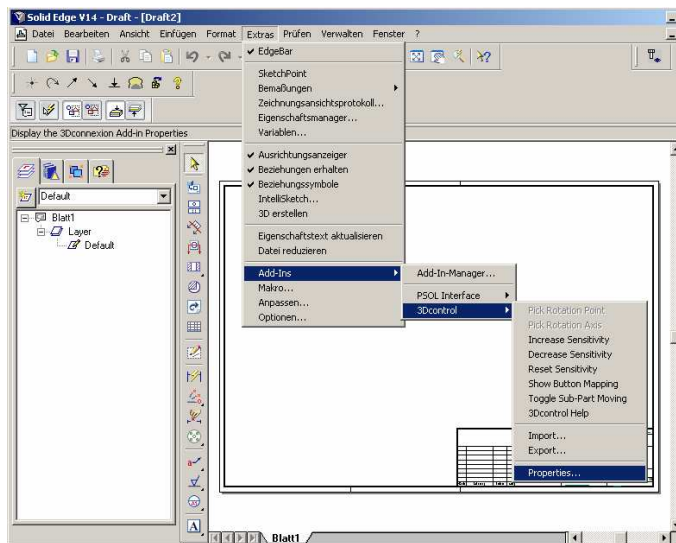 Solid Edge V14 - Draft - [Draft2]
Datei Bearbeiten Ansicht Einfügen Format Extras Prüfen Verwalten Fenster ?
EdgeBar
SketchPoint
Bemaßungen
Zeichnungsansichtsprotokoll...
Eigenschaftsmanager...
Variablen...
Display the 3Dconnexion Add-in Properties
Ausrichtungsanzeiger
Beziehungen erhalten
Beziehungssymbole
IntelliSketch...
3D erstellen
Eigenschaftstext aktualisieren
Datei reduzieren
Add-Ins
Makro...
Anpassen...
Optionen...
Default
Blatt1
Layer
Default
Add-In-Manager...
PSOL Interface
3Dcontrol
Pick Rotation Point
Pick Rotation Axis
Increase Sensitivity
Decrease Sensitivity
Reset Sensitivity
Show Button Mapping
Toggle Sub-Part Moving
3Dcontrol Help
Import...
Export...
Properties...
A
Blatt1